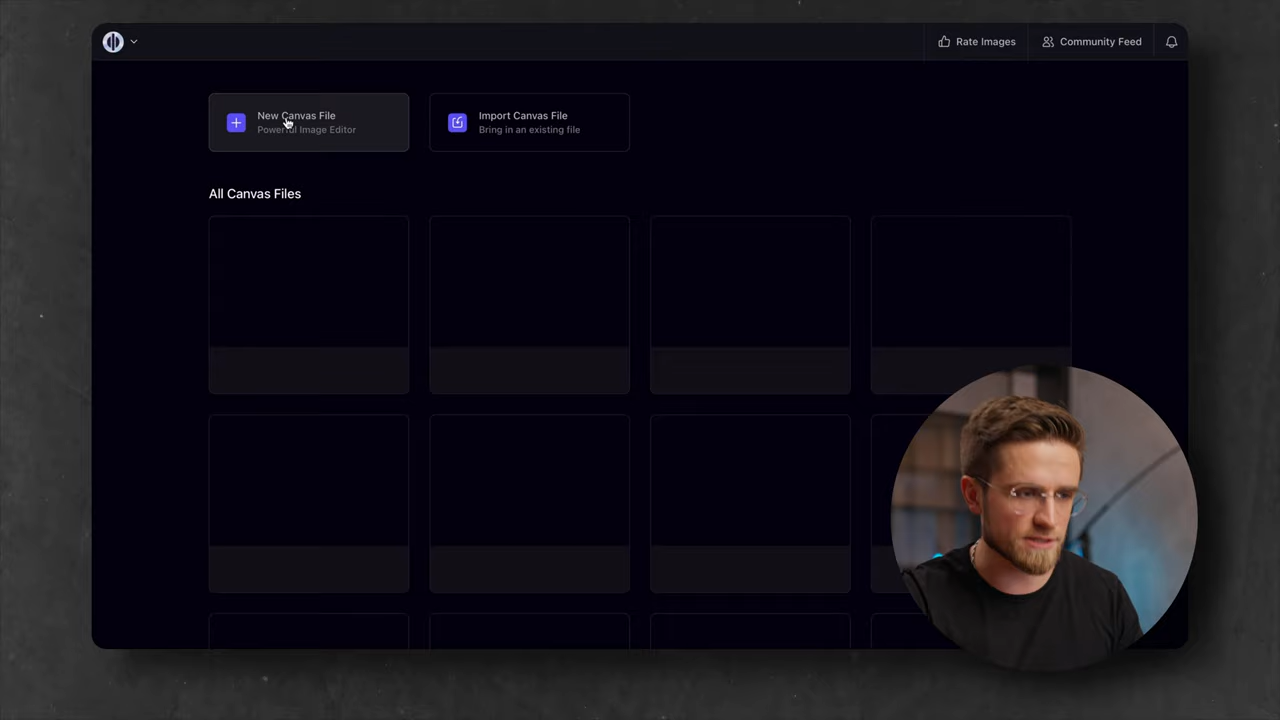 Rate Images
Community Feed
New Canvas File
Powerful Image Editor
Import Canvas File
Bring in an existing file
All Canvas Files